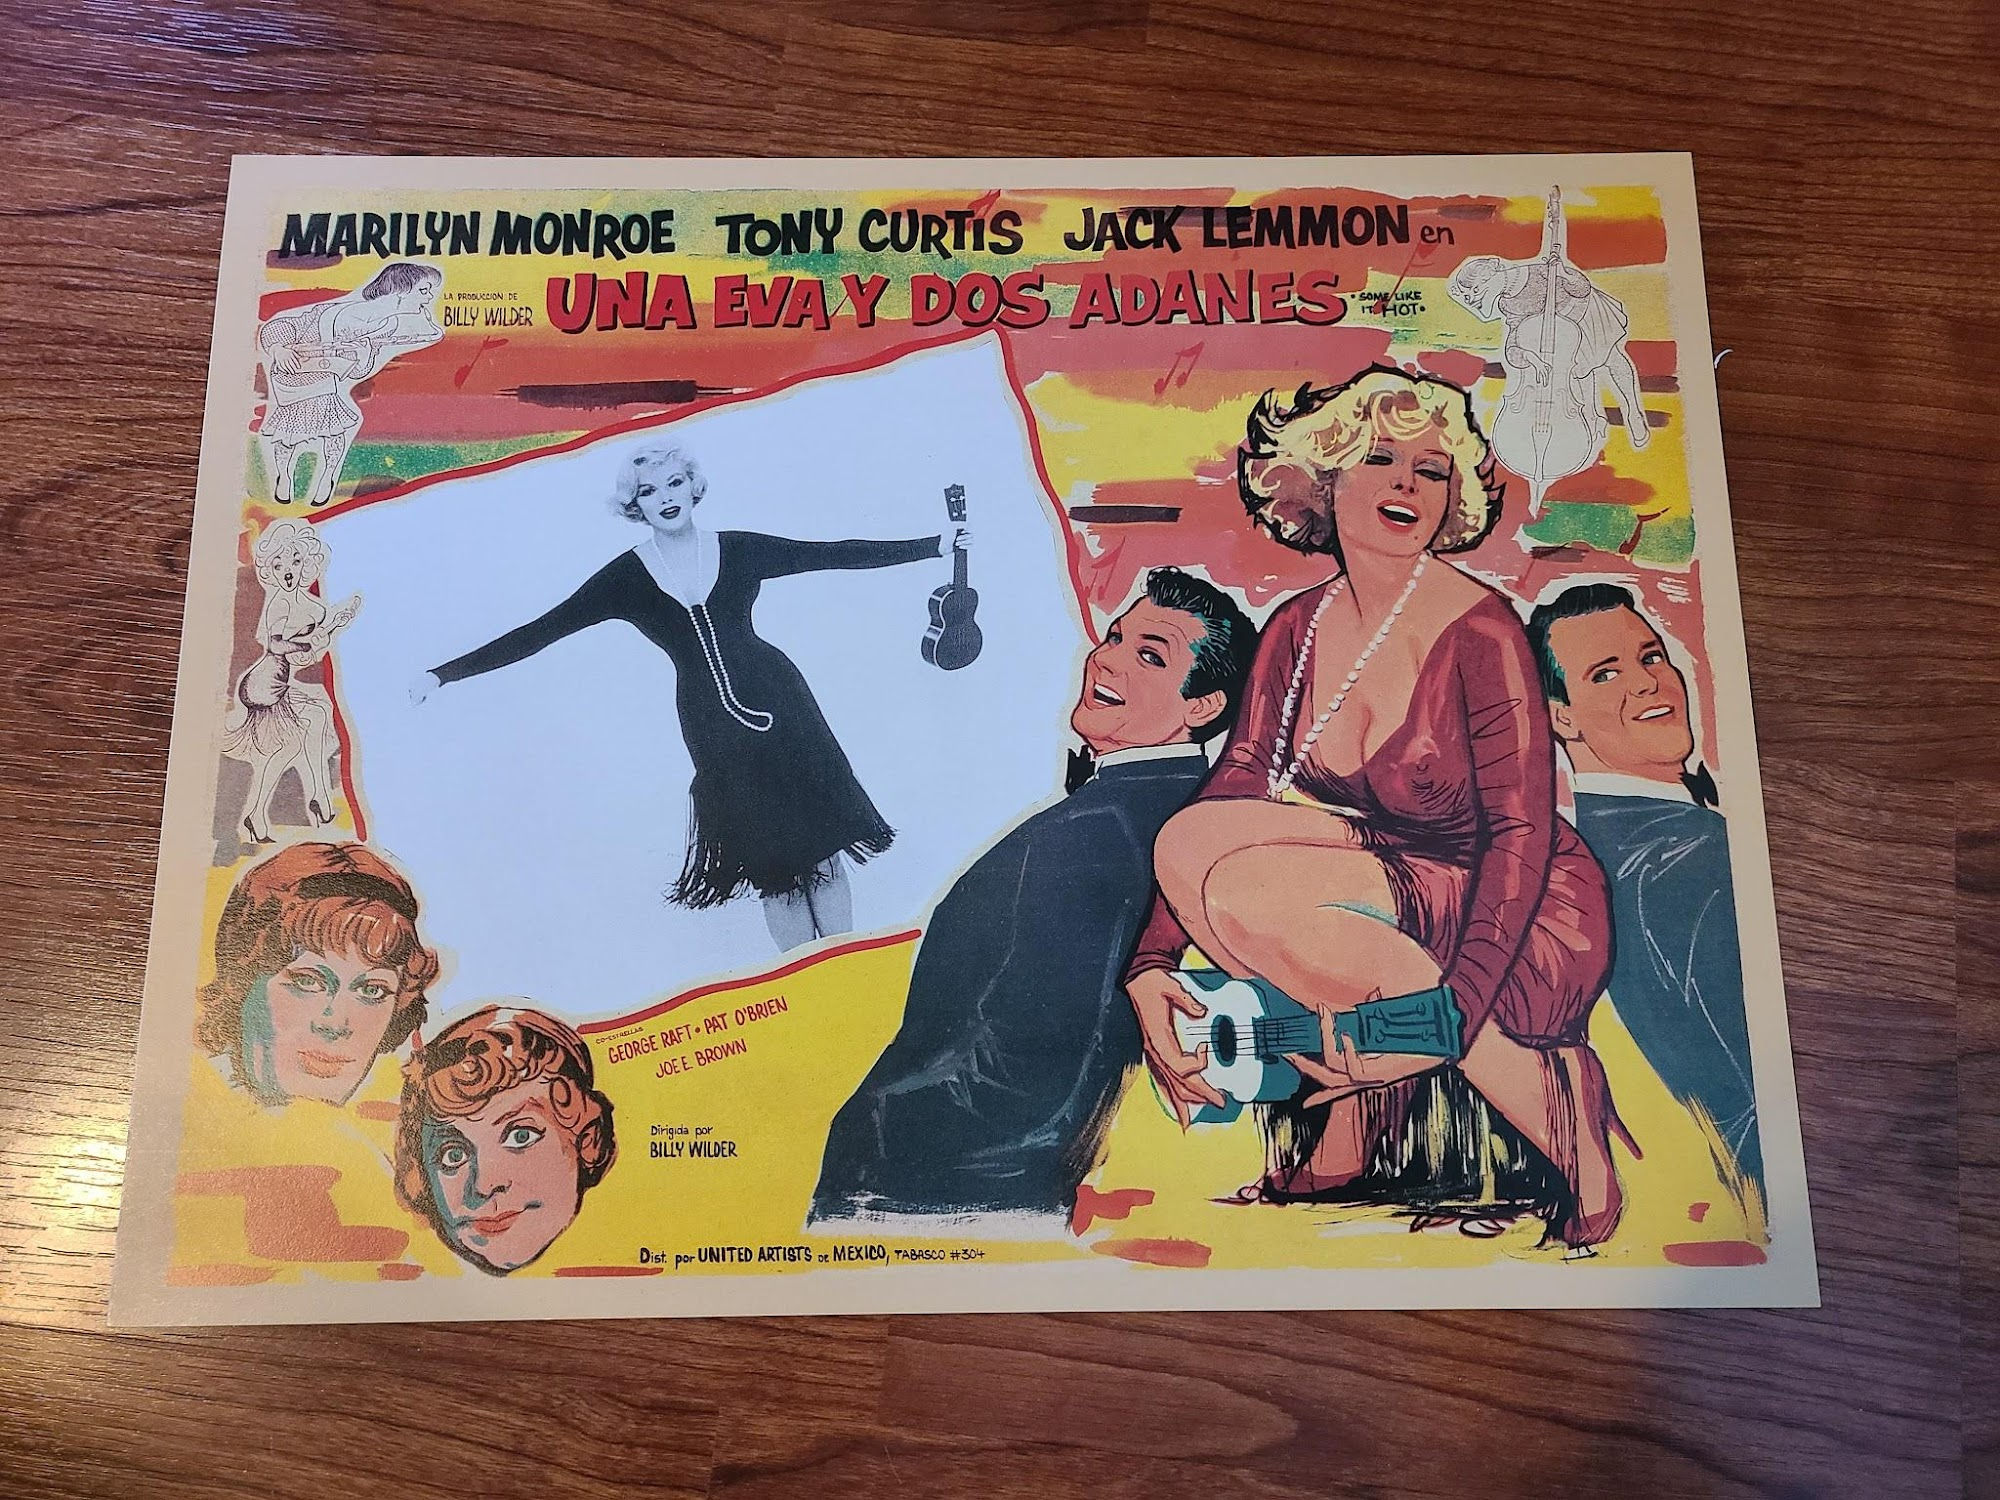 MARILYN MONROE TONY CURTIS JACK LEMMON en
LA PRODUCCION DE
BILLY WILDER
UNA EVA Y DOS ADANES
• SOME LIKE
IT HOT •
CO-ESTRELLAS
GEORGE RAFT • PAT O'BRIEN
JOE E. BROWN
Dirigida por
BILLY WILDER
Dist. por UNITED ARTISTS DE MEXICO, TABASCO #304